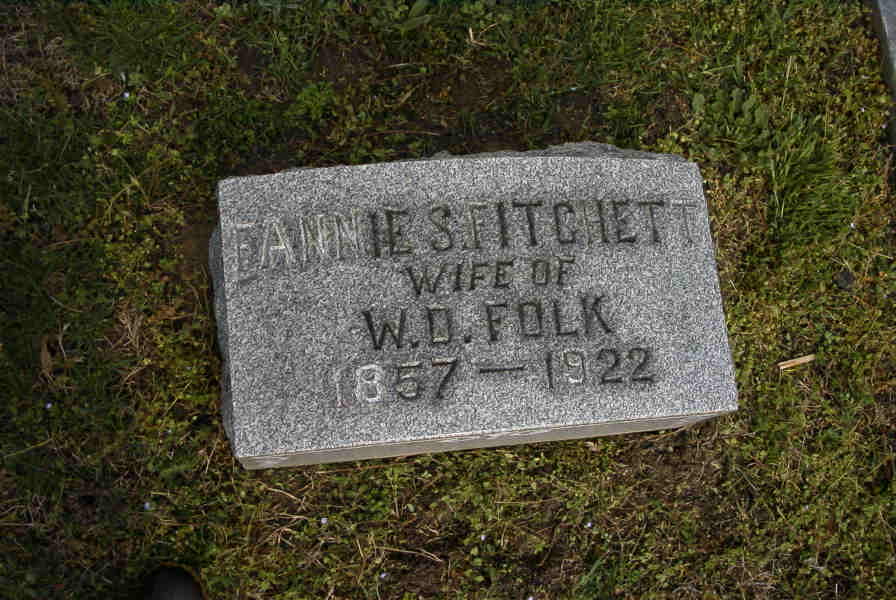 FANNIE S. FITCHETT
WIFE OF
W.D. FOLK
1857 — 1922